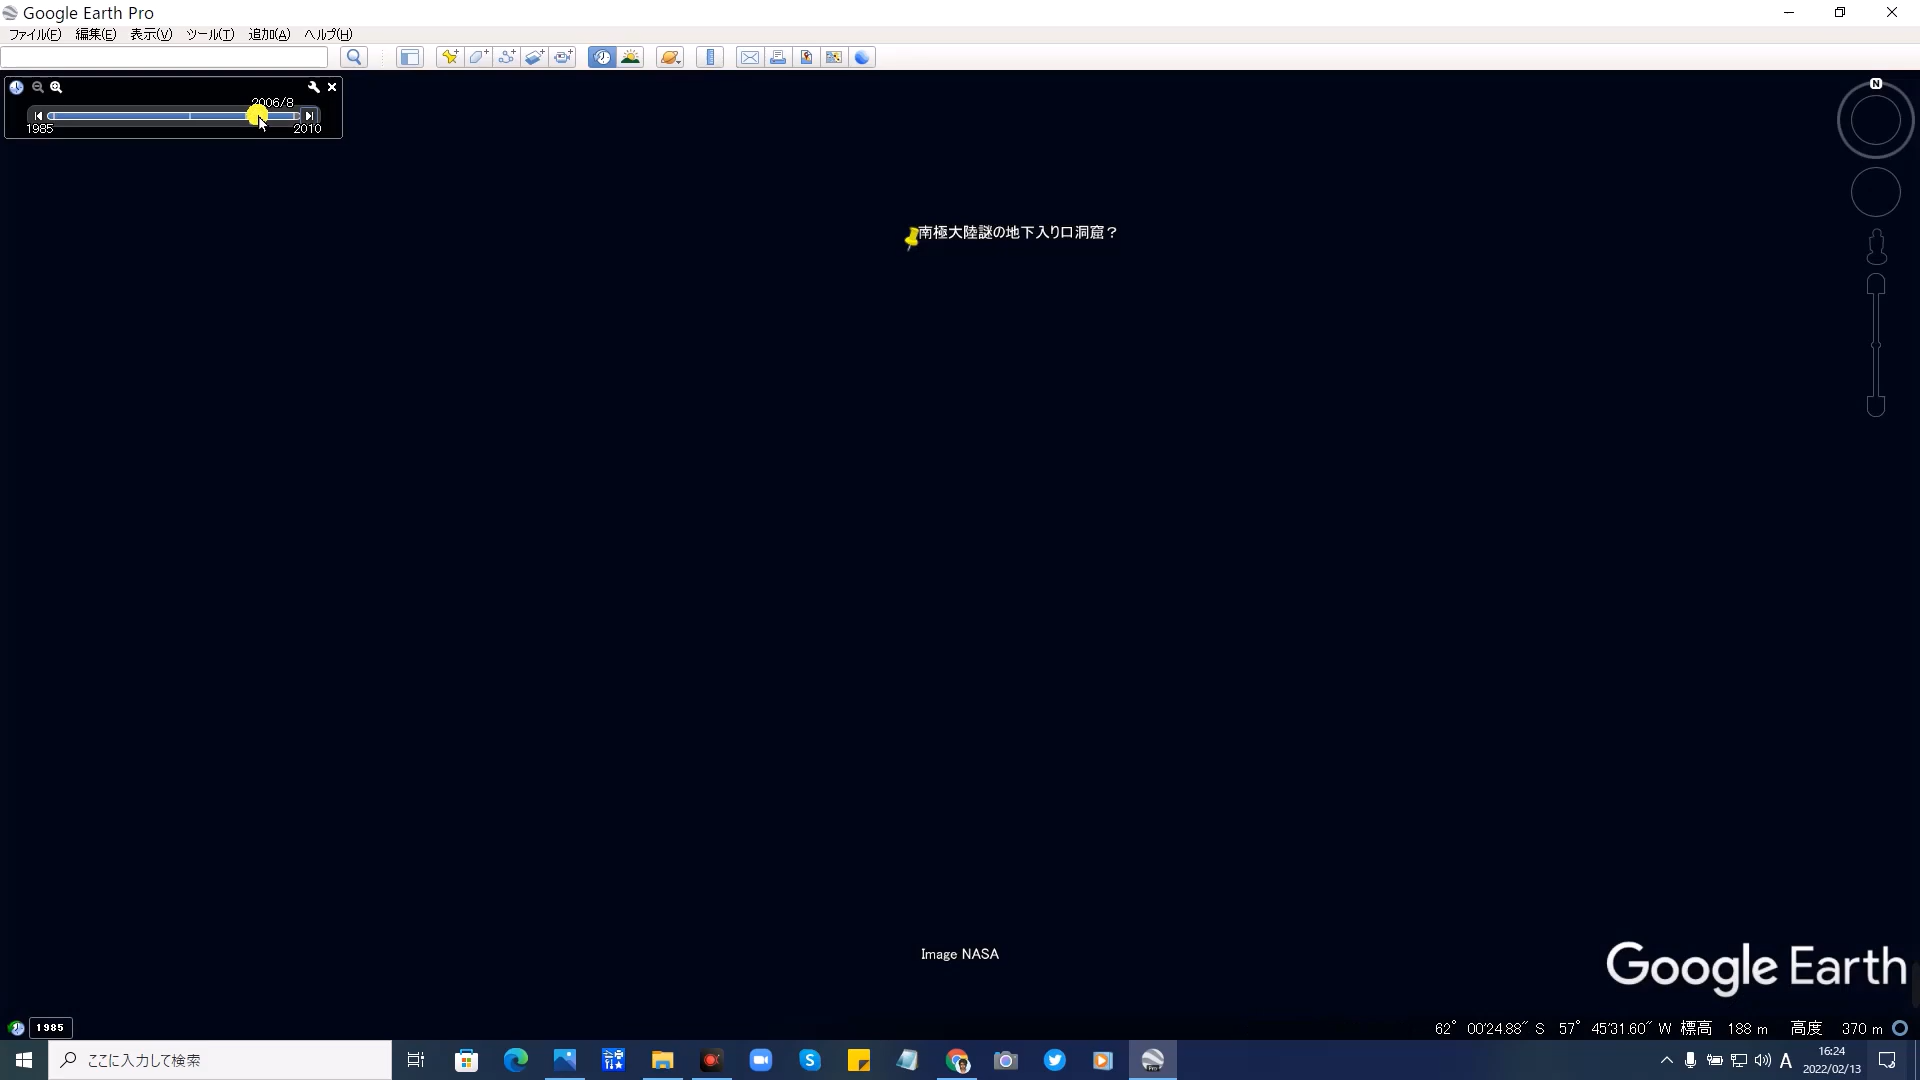 Google Earth Pro
ファイル(F) 編集(E) 表示(V) ツール(T) 追加(A) ヘルプ(H)
2006/8
1985 2010
N
南極大陸謎の地下入り口洞窟？
Image NASA
Google Earth
1985
62° 00'24.88" S 57° 45'31.60" W 標高 188 m 高度 370 m
ここに入力して検索
A
16:24
2022/02/13